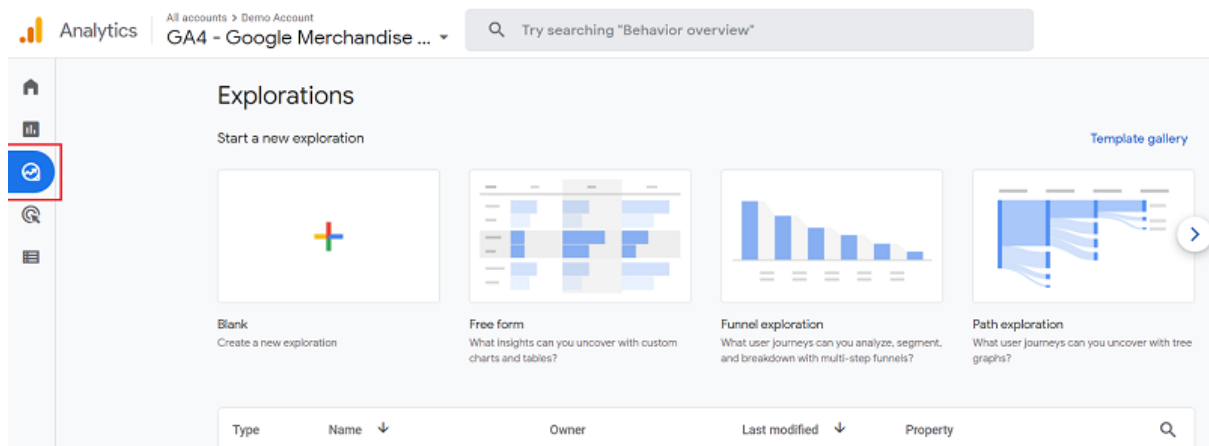 Analytics
All accounts > Demo Account
GA4 - Google Merchandise ...
Try searching "Behavior overview"
Explorations
Start a new exploration
Template gallery
Blank
Create a new exploration
Free form
What insights can you uncover with custom
charts and tables?
Funnel exploration
What user journeys can you analyze, segment,
and breakdown with multi-step funnels?
Path exploration
What user journeys can you uncover with tree
graphs?
Type Name Owner Last modified Property